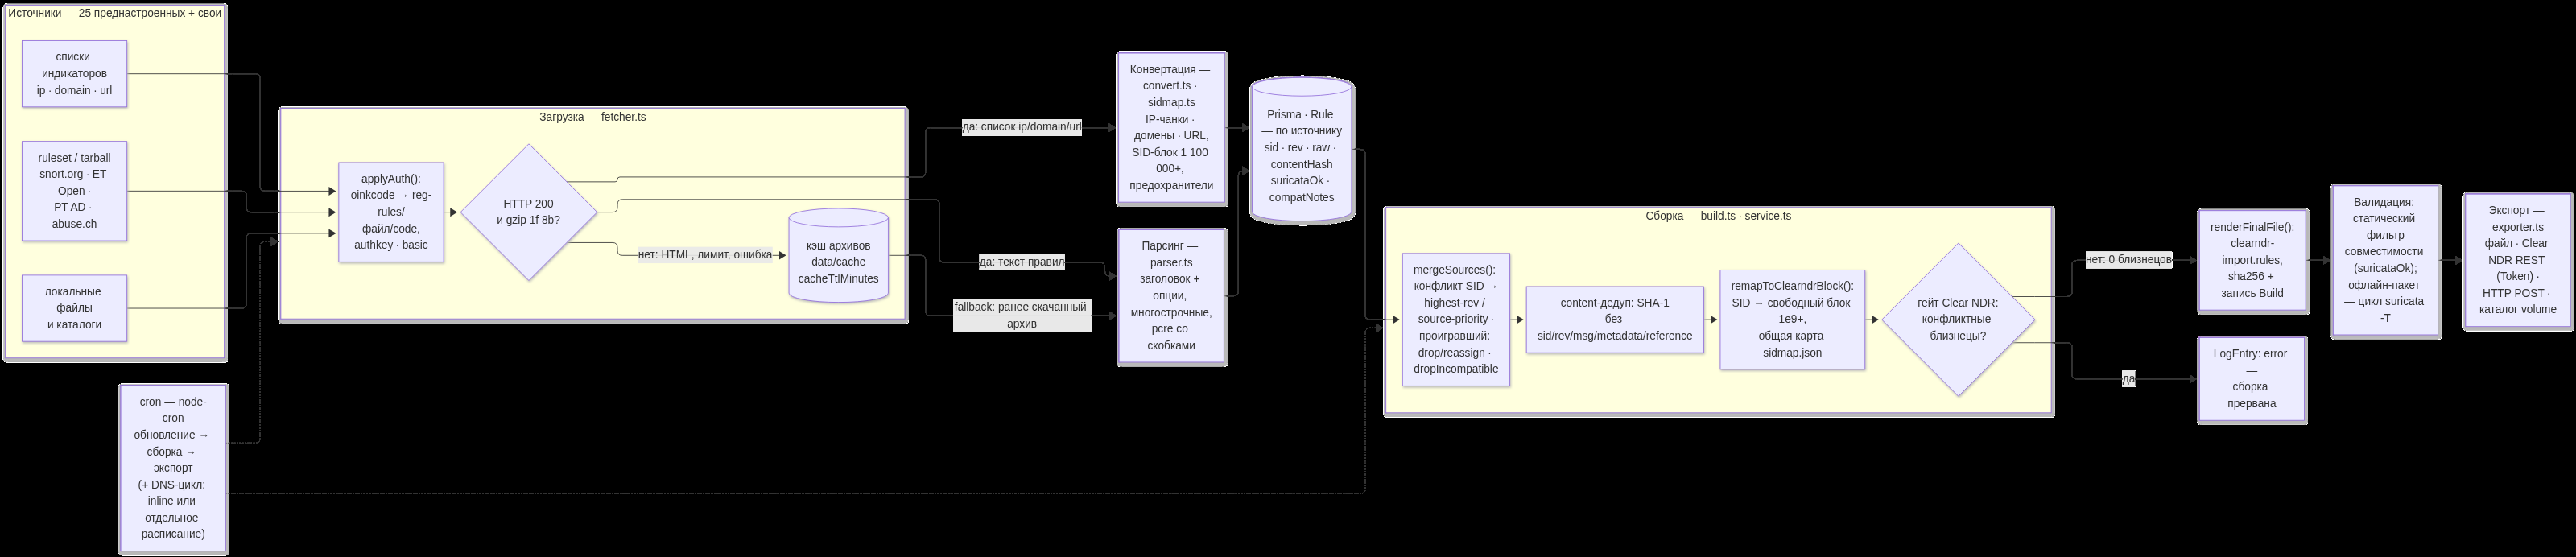 Источники — 25 преднастроенных + свои
списки
индикаторов
ip · domain · url
ruleset / tarball
snort.org · ET
Open ·
PT AD ·
abuse.ch
локальные
файлы
и каталоги
cron — node-
cron
обновление →
сборка →
экспорт
(+ DNS-цикл:
inline или
отдельное
расписание)
Загрузка — fetcher.ts
applyAuth():
oinkcode → reg-
rules/
файл/code,
authkey · basic
HTTP 200
и gzip 1f 8b?
нет: HTML, лимит, ошибка
кэш архивов
data/cache
cacheTtlMinutes
да: список ip/domain/url
да: текст правил
fallback: ранее скачанный
архив
Конвертация —
convert.ts ·
sidmap.ts
IP-чанки ·
домены · URL,
SID-блок 1 100
000+,
предохранители
Парсинг —
parser.ts
заголовок +
опции,
многострочные,
pcre со
скобками
Prisma · Rule
— по источнику
sid · rev · raw ·
contentHash
suricataOk ·
compatNotes
Сборка — build.ts · service.ts
mergeSources():
конфликт SID →
highest-rev /
source-priority ·
проигравший:
drop/reassign ·
dropIncompatible
content-дедуп: SHA-1
без
sid/rev/msg/metadata/reference
remapToClearndrBlock():
SID → свободный блок
1e9+,
общая карта
sidmap.json
гейт Clear NDR:
конфликтные
близнецы?
нет: 0 близнецов
да
renderFinalFile():
clearndr-
import.rules,
sha256 +
запись Build
LogEntry: error
—
сборка
прервана
Валидация:
статический
фильтр
совместимости
(suricataOk);
офлайн-пакет
— цикл suricata
-T
Экспорт —
exporter.ts
файл · Clear
NDR REST
(Token) ·
HTTP POST ·
каталог volume